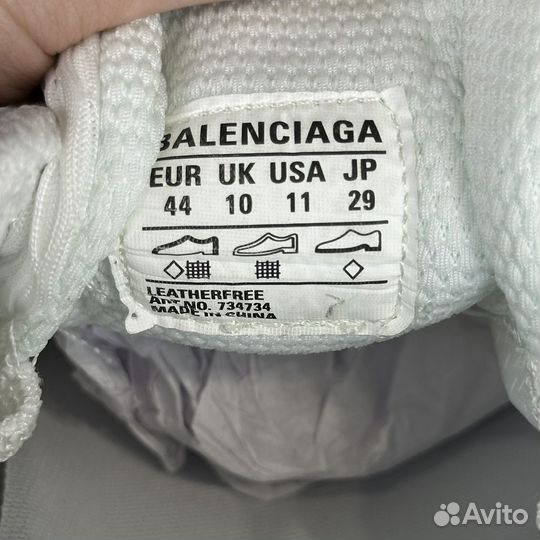 BALENCIAGA
EUR UK USA JP
44 10 11 29
LEATHERFREE
ART NO. 734734
MADE IN CHINA
Avito